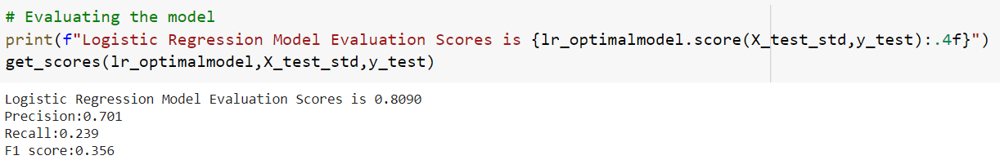 # Evaluating the model
print(f"Logistic Regression Model Evaluation Scores is {lr_optimalmodel.score(X_test_std,y_test):.4f}")
get_scores(lr_optimalmodel,X_test_std,y_test)
Logistic Regression Model Evaluation Scores is 0.8090
Precision:0.701
Recall:0.239
F1 score:0.356